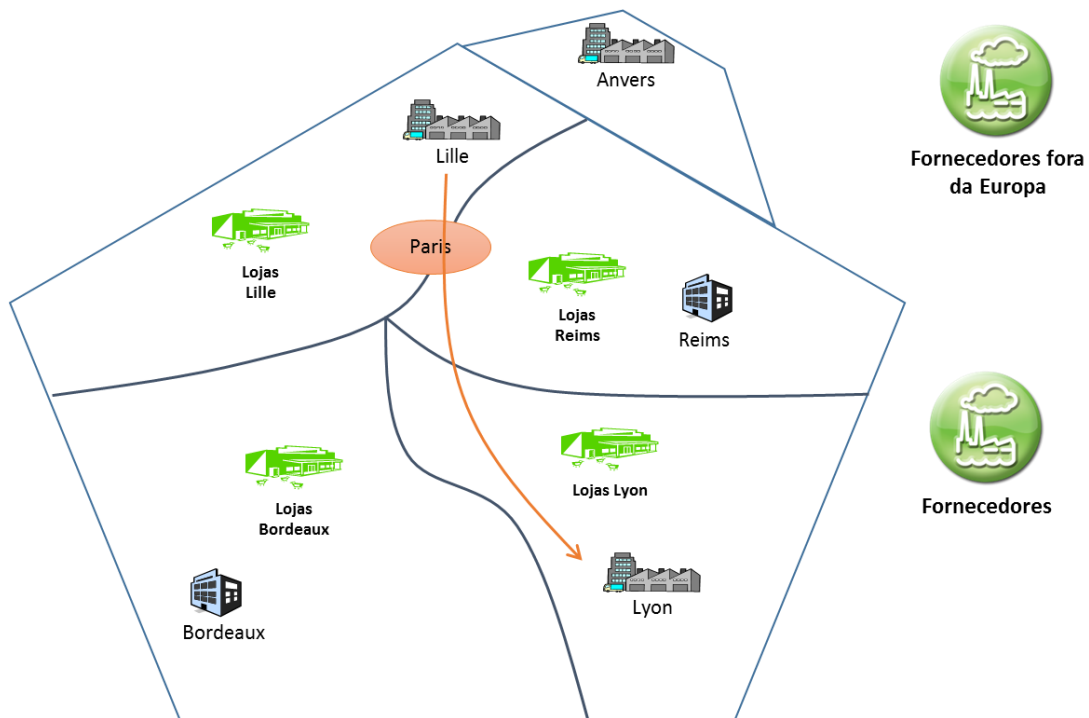 Anvers
Lille
Fornecedores fora
da Europa
Paris
Lojas
Lille
Lojas
Reims
Reims
Lojas
Bordeaux
Lojas Lyon
Fornecedores
Lyon
Bordeaux